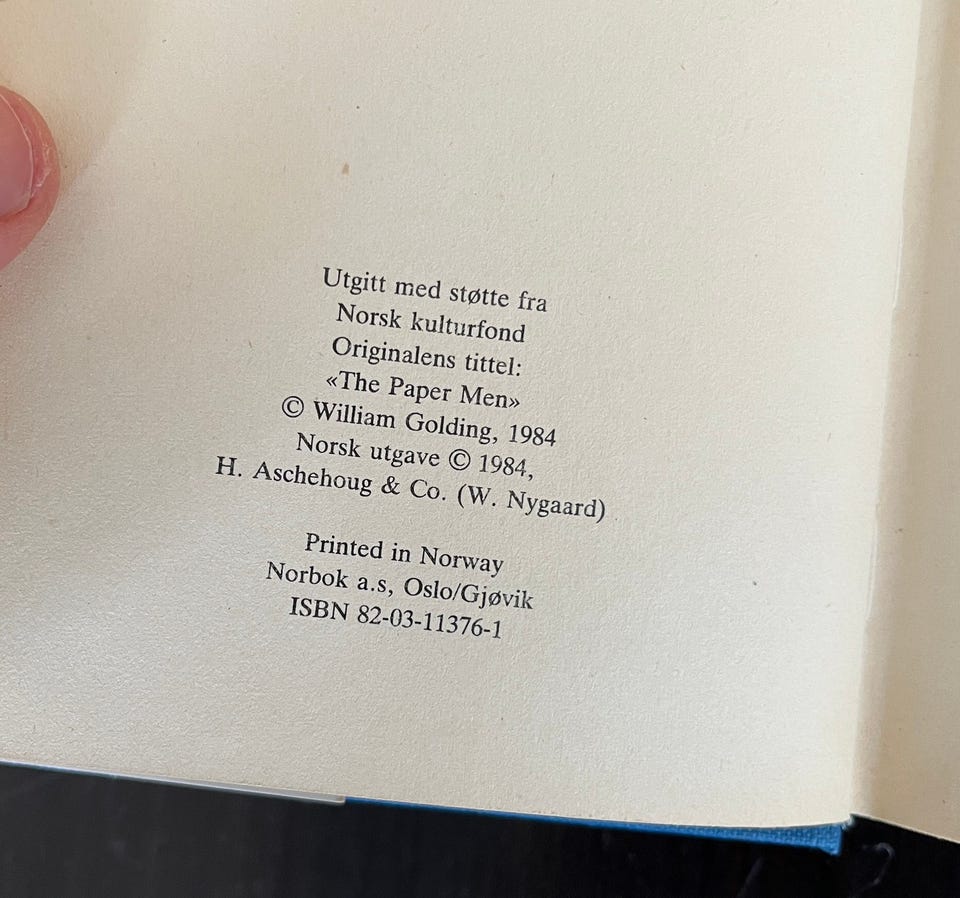 Utgitt med støtte fra
Norsk kulturfond
Originalens tittel:
«The Paper Men»
© William Golding, 1984
Norsk utgave © 1984,
H. Aschehoug & Co. (W. Nygaard)
Printed in Norway
Norbok a.s, Oslo/Gjøvik
ISBN 82-03-11376-1